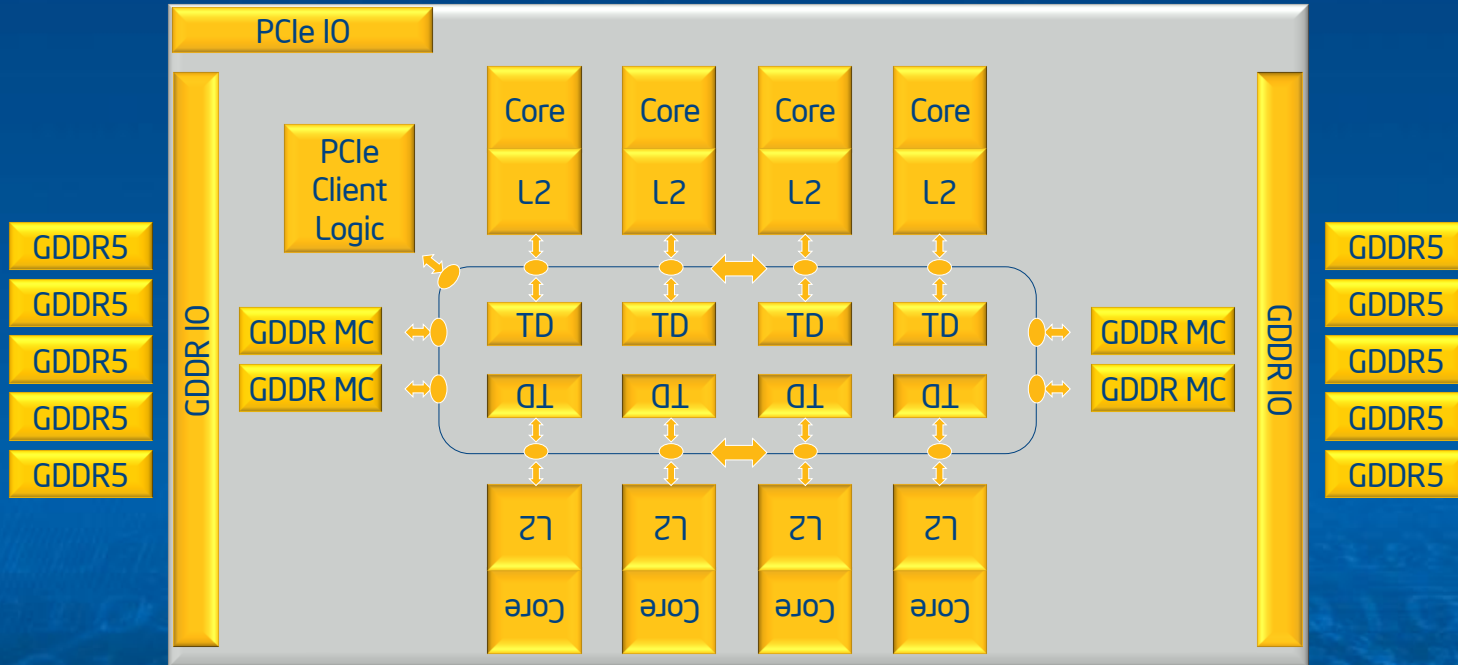 PCIe IO
Core
Core
Core
Core
PCIe
Client
Logic
L2
L2
L2
L2
GDDR5
GDDR5
GDDR5
GDDR5
GDDR5
GDDR IO
GDDR MC
GDDR MC
TD
TD
TD
TD
TD
TD
TD
TD
GDDR MC
GDDR MC
GDDR IO
GDDR5
GDDR5
GDDR5
GDDR5
GDDR5
L2
L2
L2
L2
Core
Core
Core
Core